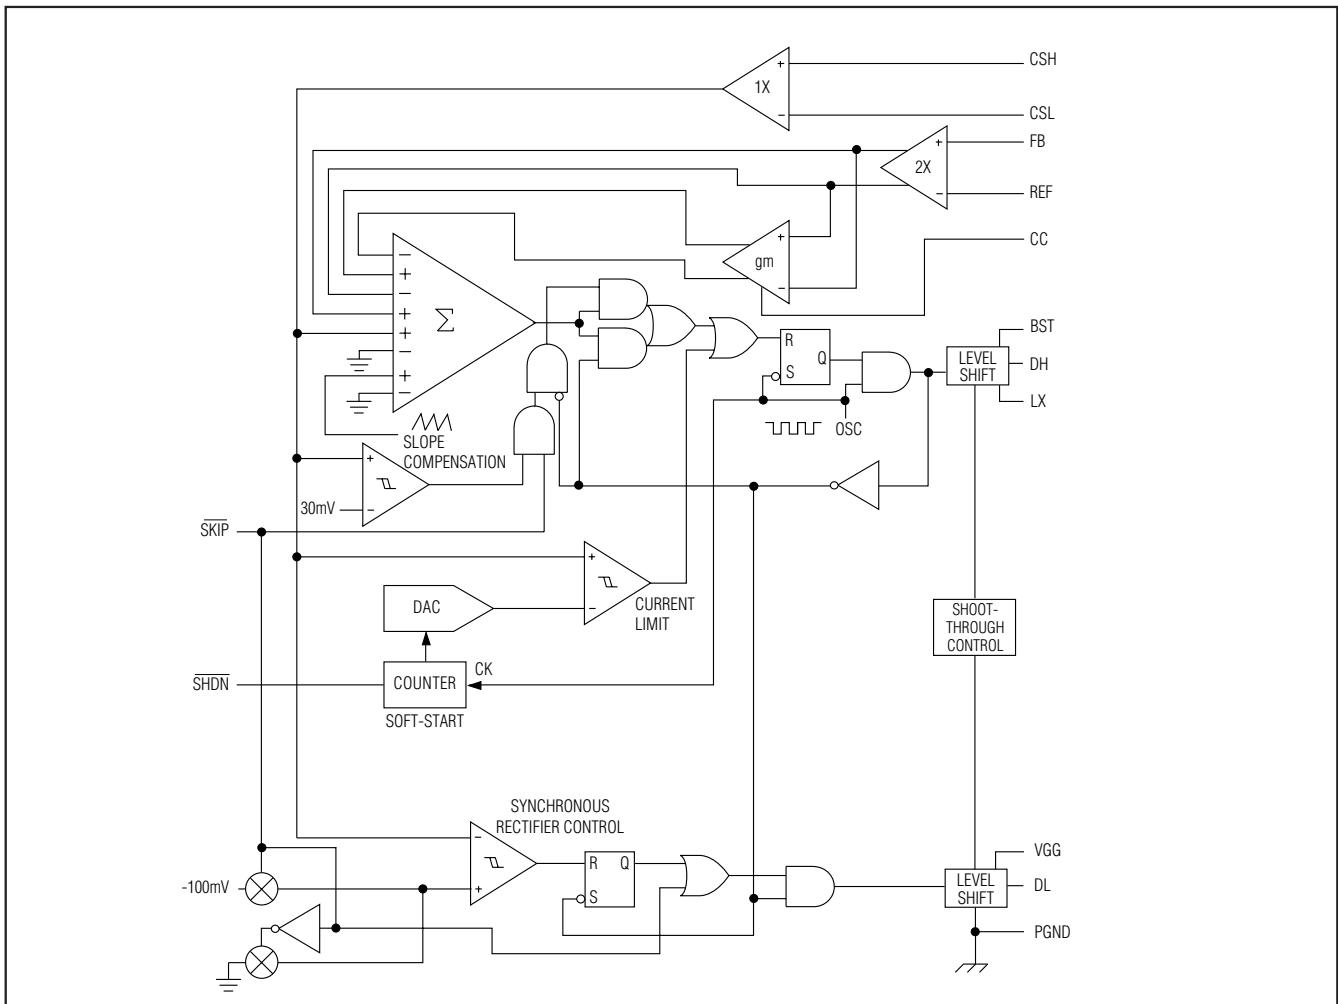 CSH
+
1X
CSL
−
FB
+
2X
REF
−
CC
+
gm
−
−
+
−
+
+
−
+
−
Σ
BST
R
Q
S
LEVEL
SHIFT
DH
LX
OSC
SLOPE
COMPENSATION
+
30mV
−
SKIP
+
−
DAC
CURRENT
LIMIT
SHOOT-
THROUGH
CONTROL
CK
SHDN
COUNTER
SOFT-START
SYNCHRONOUS
RECTIFIER CONTROL
−
+
R Q
S
VGG
-100mV
LEVEL
SHIFT
DL
PGND